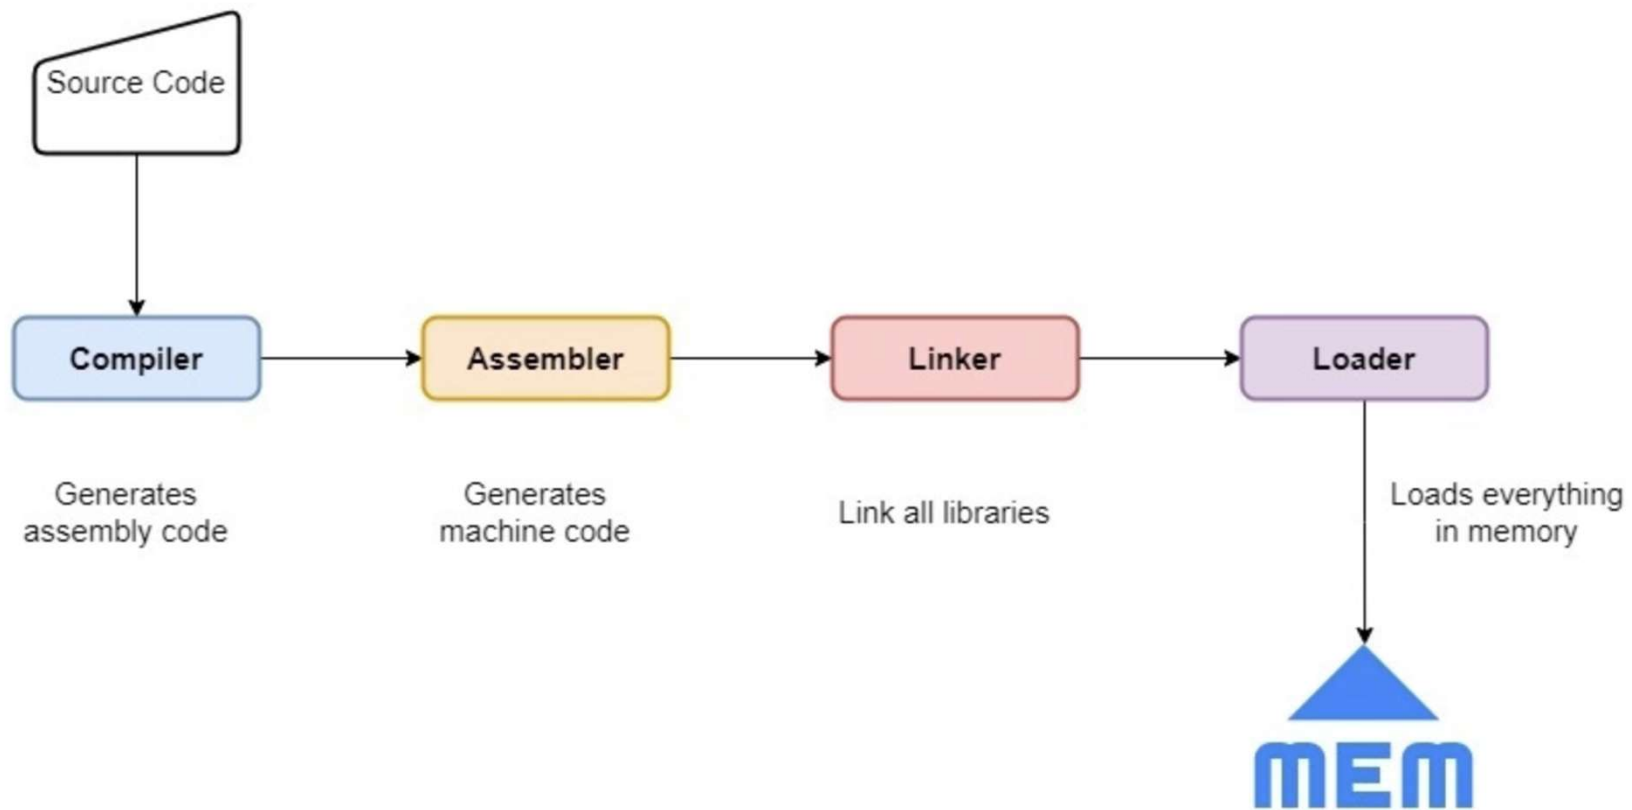 Source Code
Compiler
Assembler
Linker
Loader
Generates
assembly code
Generates
machine code
Link all libraries
Loads everything
in memory
MEM